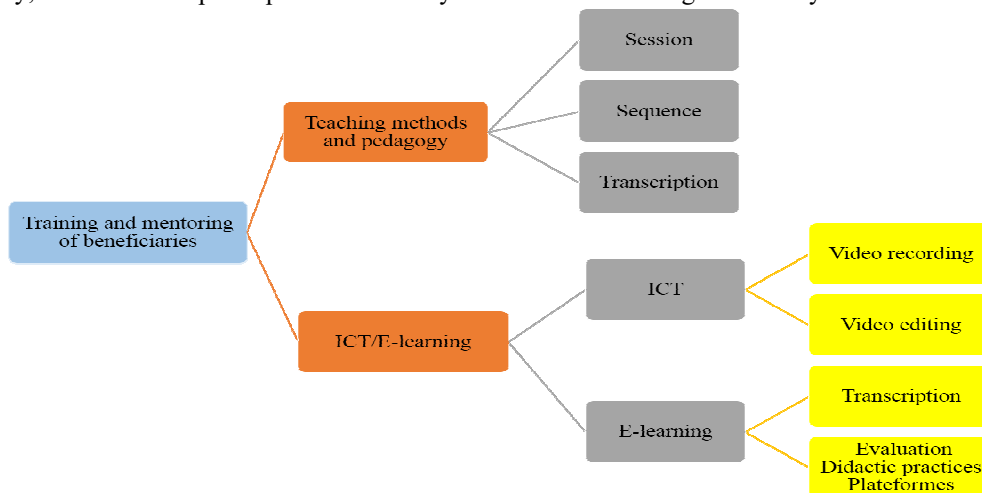 Session
Teaching methods
and pedagogy
Sequence
Transcription
Training and mentoring
of beneficiaries
ICT/E-learning
ICT
Video recording
Video editing
E-learning
Transcription
Evaluation
Didactic practices
Plateformes